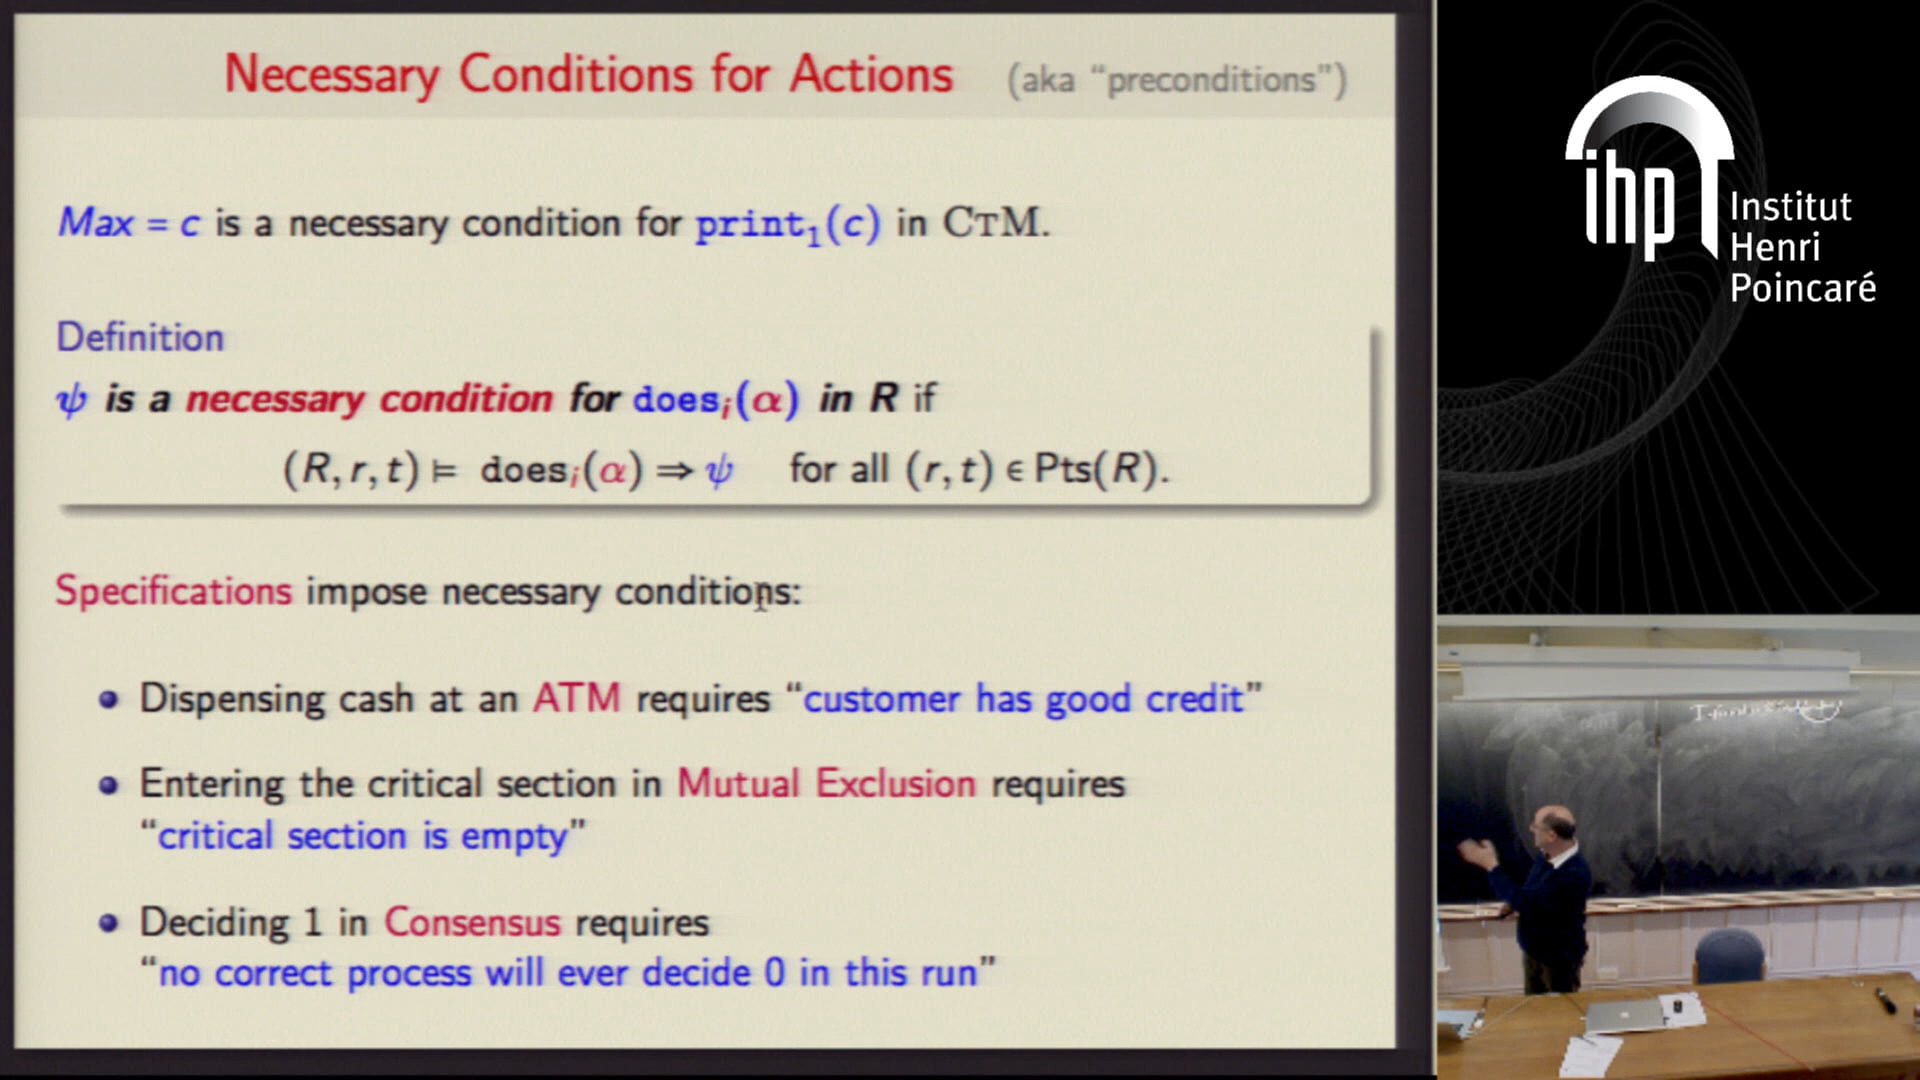 Necessary Conditions for Actions (aka “preconditions”)
Max = c is a necessary condition for print₁(c) in CTM.
Definition
ψ is a necessary condition for doesᵢ(α) in R if
(R, r, t) ⊨ doesᵢ(α) ⇒ ψ for all (r, t) ∈ Pts(R).
Specifications impose necessary conditions:
Dispensing cash at an ATM requires “customer has good credit”
Entering the critical section in Mutual Exclusion requires
“critical section is empty”
Deciding 1 in Consensus requires
“no correct process will ever decide 0 in this run”
ihp
Institut
Henri
Poincaré